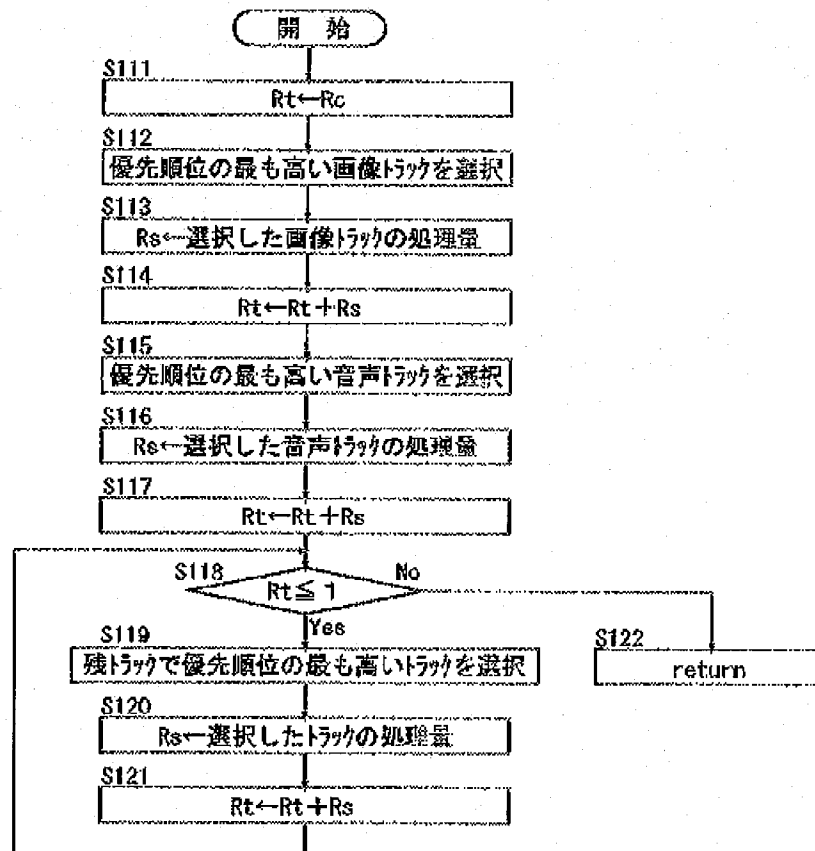 開 始
S111
Rt←Rc
S112
優先順位の最も高い画像トラックを選択
S113
Rs←選択した画像トラックの処理量
S114
Rt←Rt+Rs
S115
優先順位の最も高い音声トラックを選択
S116
Rs←選択した音声トラックの処理量
S117
Rt←Rt+Rs
S118
Rt≦1
No
Yes
S119
残トラックで優先順位の最も高いトラックを選択
S122
return
S120
Rs←選択したトラックの処理量
S121
Rt←Rt+Rs